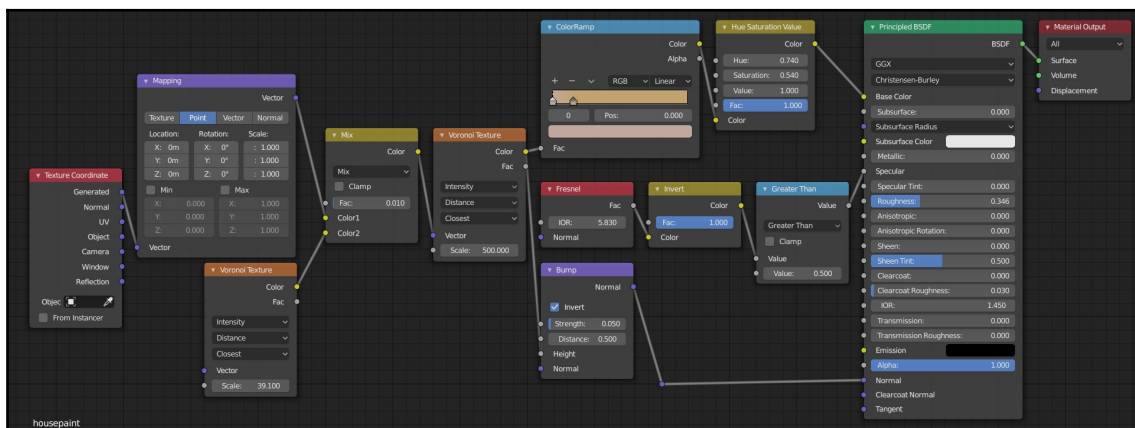 Texture Coordinate
Generated
Normal
UV
Object
Camera
Window
Reflection
Objec
From Instancer
Mapping
Vector
Texture Point Vector Normal
Location: Rotation: Scale:
X: 0m X: 0° : 1.000
Y: 0m Y: 0° : 1.000
Z: 0m Z: 0° : 1.000
Min Max
X: 0.000 X: 1.000
Y: 0.000 Y: 1.000
Z: 0.000 Z: 1.000
Vector
Voronoi Texture
Color
Fac
Intensity
Distance
Closest
Vector
Scale: 39.100
Mix
Color
Mix
Clamp
Fac: 0.010
Color1
Color2
Voronoi Texture
Color
Fac
Intensity
Distance
Closest
Vector
Scale: 500.000
ColorRamp
Color
Alpha
+ − RGB Linear
0 Pos: 0.000
Fac
Hue Saturation Value
Color
Hue: 0.740
Saturation: 0.540
Value: 1.000
Fac: 1.000
Color
Fresnel
Fac
IOR: 5.830
Normal
Invert
Color
Fac: 1.000
Color
Greater Than
Value
Greater Than
Clamp
Value
Value: 0.500
Bump
Normal
Invert
Strength: 0.050
Distance: 0.500
Height
Normal
Principled BSDF
BSDF
GGX
Christensen-Burley
Base Color
Subsurface: 0.000
Subsurface Radius
Subsurface Color
Metallic: 0.000
Specular
Specular Tint: 0.000
Roughness: 0.346
Anisotropic: 0.000
Anisotropic Rotation: 0.000
Sheen: 0.000
Sheen Tint: 0.500
Clearcoat: 0.000
Clearcoat Roughness: 0.030
IOR: 1.450
Transmission: 0.000
Transmission Roughness: 0.000
Emission
Alpha: 1.000
Normal
Clearcoat Normal
Tangent
Material Output
All
Surface
Volume
Displacement
housepaint